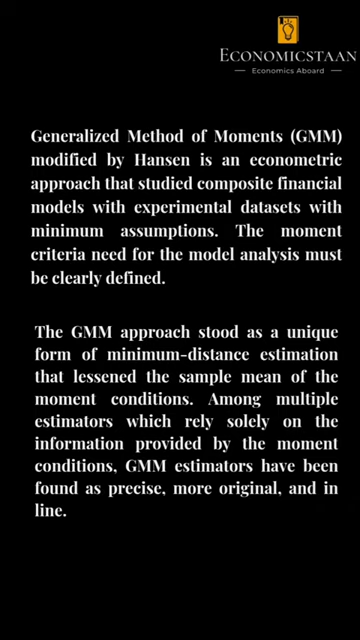 ECONOMICSTAAN
Economics Aboard
Generalized Method of Moments (GMM)
modified by Hansen is an econometric
approach that studied composite financial
models with experimental datasets with
minimum assumptions. The moment
criteria need for the model analysis must
be clearly defined.
The GMM approach stood as a unique
form of minimum-distance estimation
that lessened the sample mean of the
moment conditions. Among multiple
estimators which rely solely on the
information provided by the moment
conditions, GMM estimators have been
found as precise, more original, and in
line.